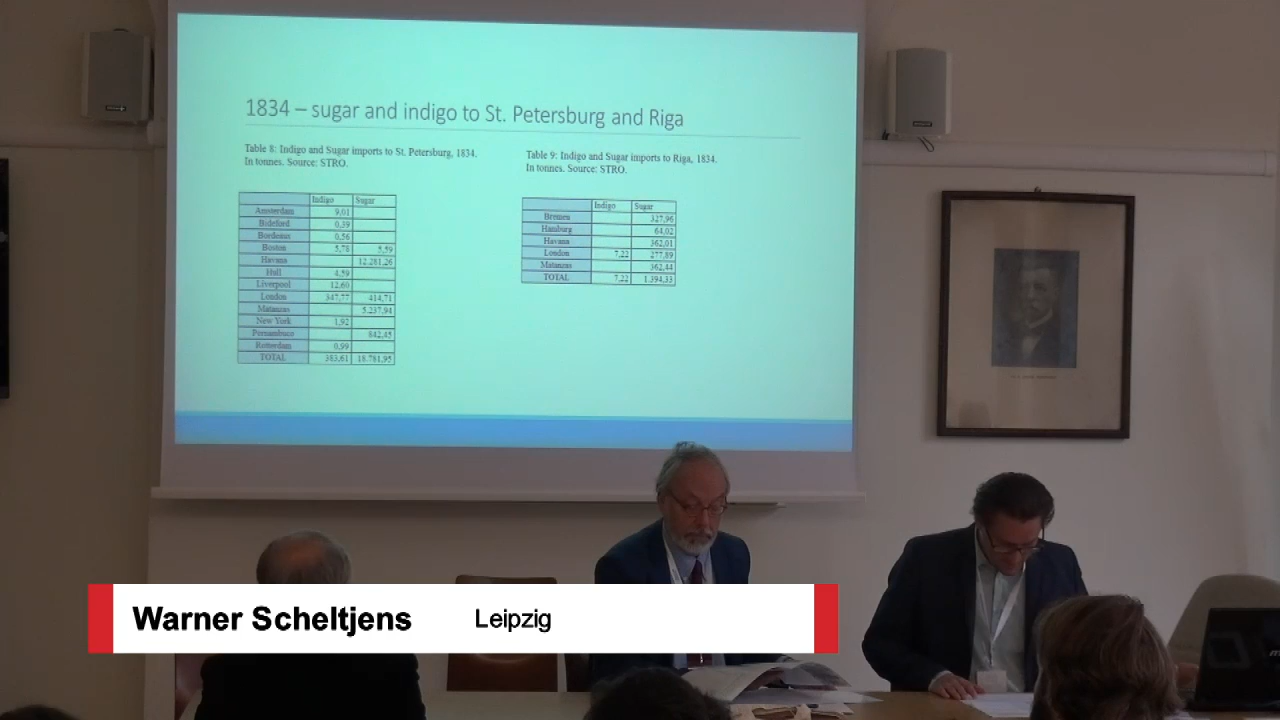 1834 – sugar and indigo to St. Petersburg and Riga
Table 8: Indigo and Sugar imports to St. Petersburg, 1834.
In tonnes. Source: STRO.
Indigo Sugar
Amsterdam 9,01
Bideford 0,39
Bordeaux 0,56
Boston 5,78 5,59
Havana 12.281,26
Hull 4,59
Liverpool 12,60
London 347,77 414,71
Matanzas 5.237,94
New York 1,92
Pernambuco 842,45
Rotterdam 0,99
TOTAL 383,61 18.781,95
Table 9: Indigo and Sugar imports to Riga, 1834.
In tonnes. Source: STRO.
Indigo Sugar
Bremen 327,96
Hamburg 64,02
Havana 362,01
London 7,22 277,89
Matanzas 362,44
TOTAL 7,22 1.394,33
Warner Scheltjens Leipzig